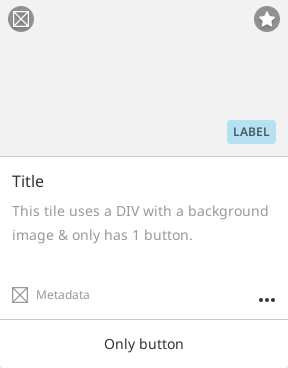 LABEL
Title
This tile uses a DIV with a background
image & only has 1 button.
Metadata
Only button